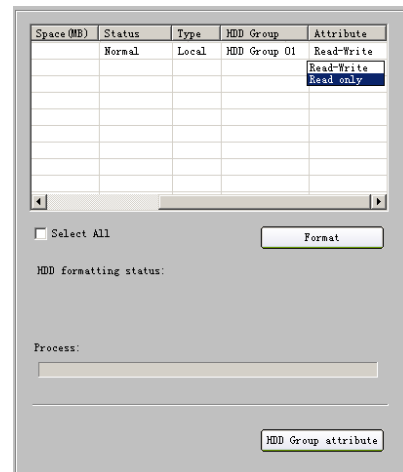 Space(MB) Status Type HDD Group Attribute
Normal Local HDD Group 01 Read-Write
Read-Write
Read only
Select All Format
HDD formatting status:
Process:
HDD Group attribute